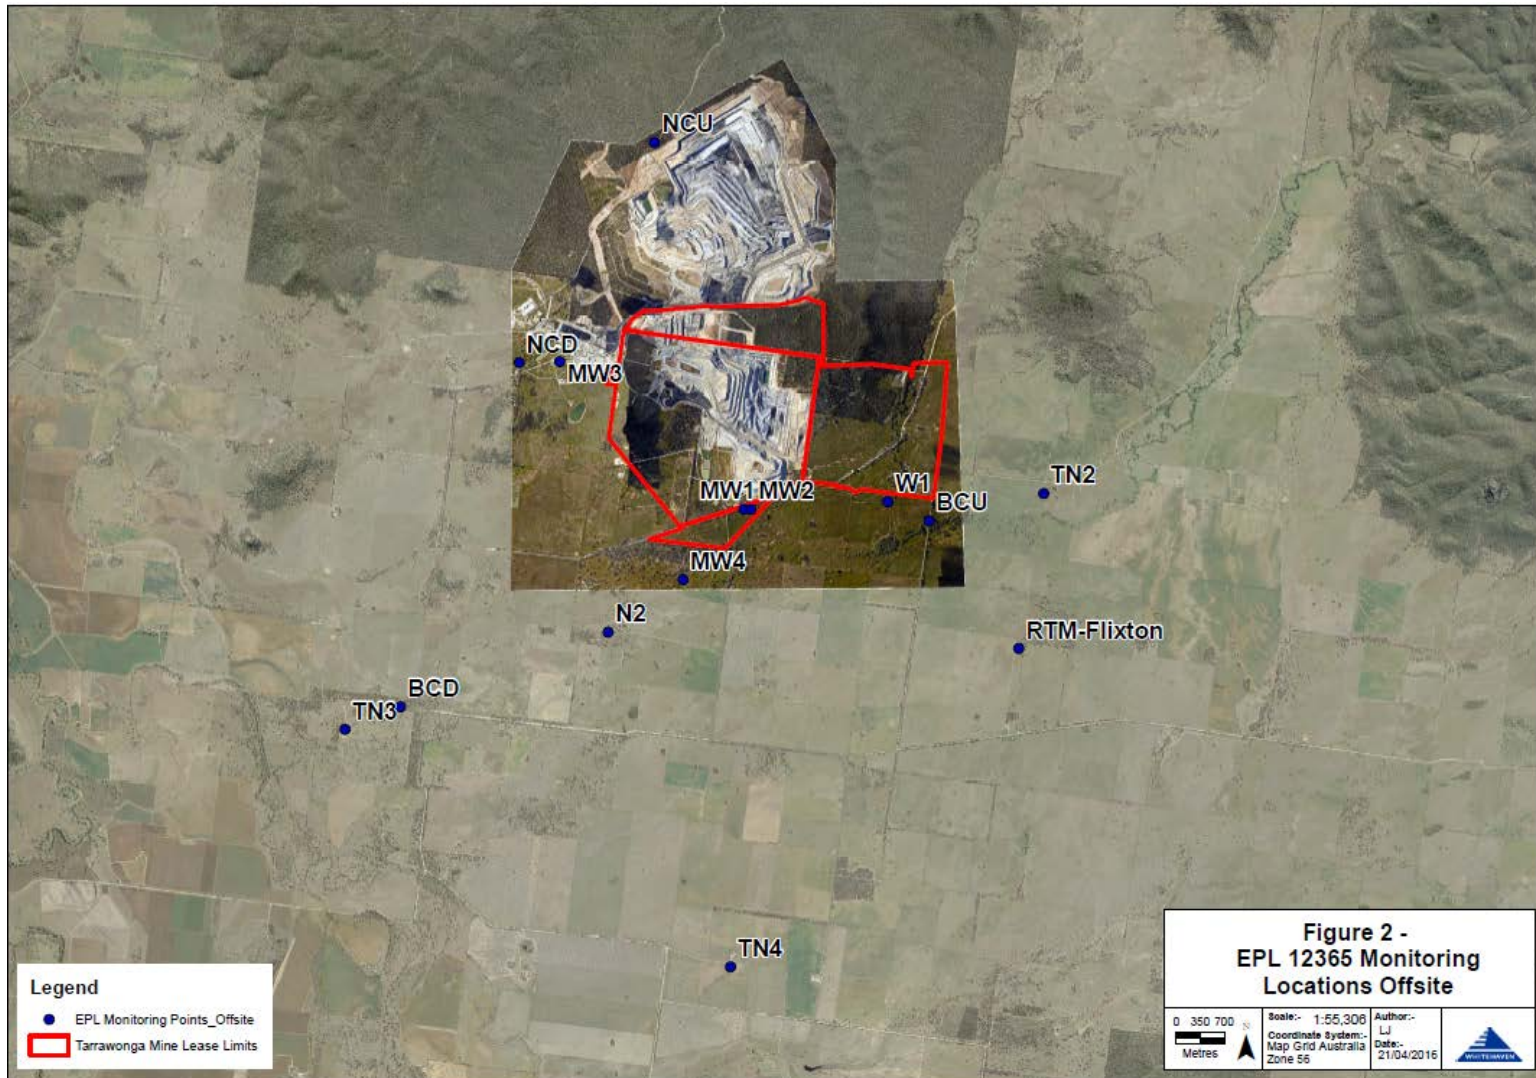 NCU
NCD
MW3
MW1 MW2
W1
TN2
BCU
MW4
N2
RTM-Flixton
BCD
TN3
TN4
Legend
EPL Monitoring Points_Offsite
Tarrawonga Mine Lease Limits
Figure 2 -
EPL 12365 Monitoring
Locations Offsite
0 350 700
Metres
N
Scale:- 1:55,306
Coordinate System:-
Map Grid Australia
Zone 56
Author:-
LJ
Date:-
21/04/2016
WHITEHAVEN